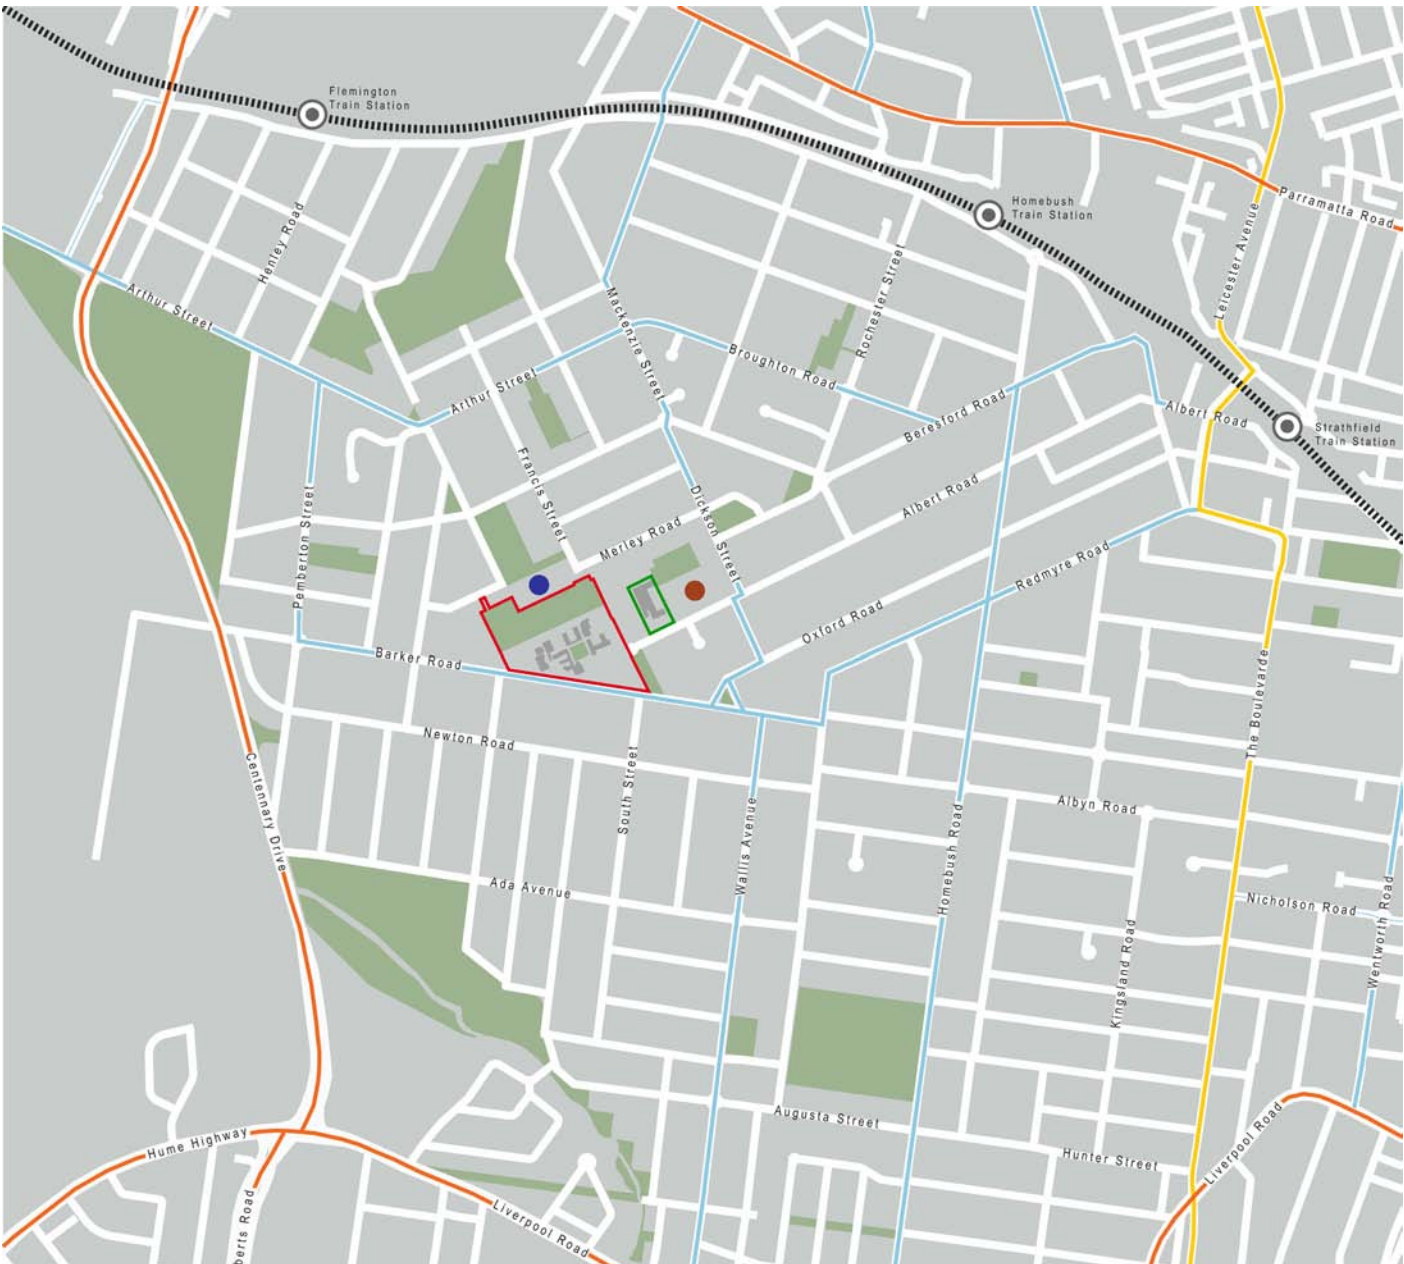 Flemington
Train Station
Homebush
Train Station
Parramatta Road
Henley Road
Leicester Avenue
Rochester Street
Arthur Street
Mackenzie Street
Broughton Road
Arthur Street
Beresford Road
Albert Road
Strathfield
Train Station
Francis Street
Albert Road
Pemberton Street
Dickson Street
Merley Road
Redmyre Road
Oxford Road
Barker Road
The Boulevarde
Newton Road
Centennary Drive
South Street
Wallis Avenue
Homebush Road
Albyn Road
Ada Avenue
Nicholson Road
Wentworth Road
Kingsland Road
Augusta Street
Hume Highway
Hunter Street
Liverpool Road
berts Road
Liverpool Road